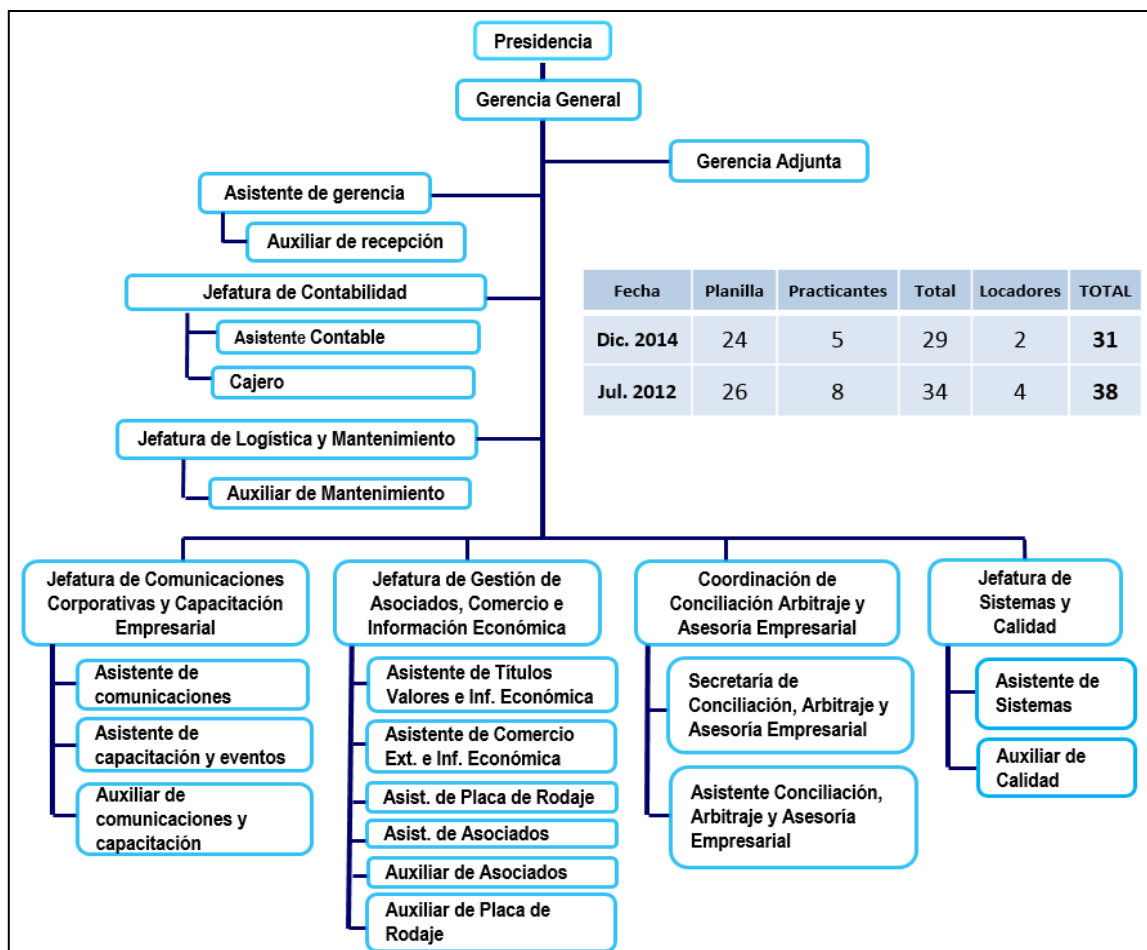 Presidencia
Gerencia General
Gerencia Adjunta
Asistente de gerencia
Auxiliar de recepción
Jefatura de Contabilidad
Asistente Contable
Cajero
Jefatura de Logística y Mantenimiento
Auxiliar de Mantenimiento
Fecha Planilla Practicantes Total Locadores TOTAL
Dic. 2014 24 5 29 2 31
Jul. 2012 26 8 34 4 38
Jefatura de Comunicaciones
Corporativas y Capacitación
Empresarial
Asistente de
comunicaciones
Asistente de
capacitación y eventos
Auxiliar de
comunicaciones y
capacitación
Jefatura de Gestión de
Asociados, Comercio e
Información Económica
Asistente de Títulos
Valores e Inf. Económica
Asistente de Comercio
Ext. e Inf. Económica
Asist. de Placa de Rodaje
Asist. de Asociados
Auxiliar de Asociados
Auxiliar de Placa de
Rodaje
Coordinación de
Conciliación Arbitraje y
Asesoría Empresarial
Secretaría de
Conciliación, Arbitraje y
Asesoría Empresarial
Asistente Conciliación,
Arbitraje y Asesoría
Empresarial
Jefatura de
Sistemas y
Calidad
Asistente de
Sistemas
Auxiliar de
Calidad